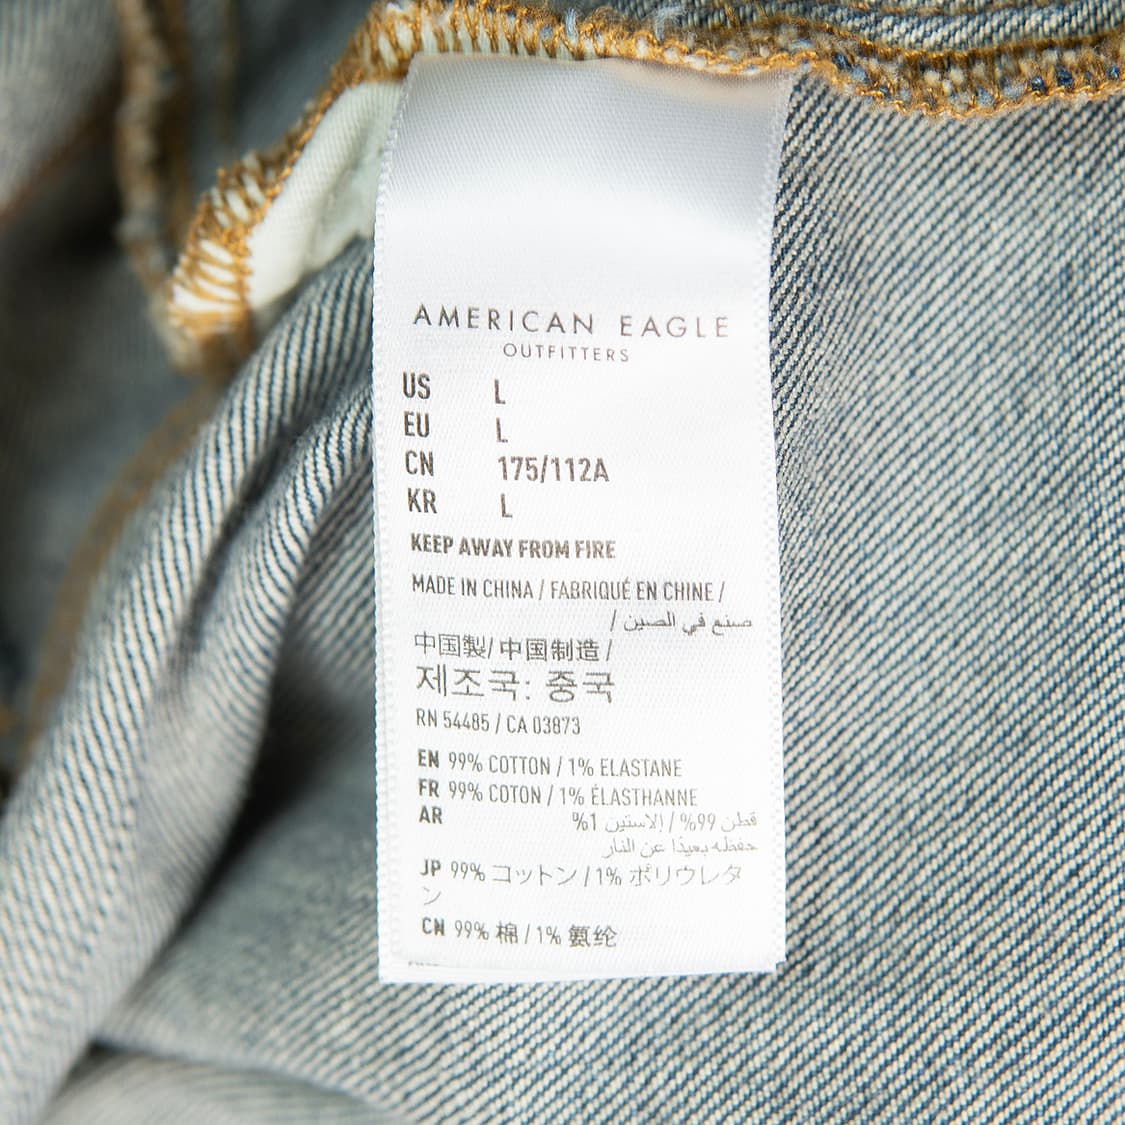 AMERICAN EAGLE
OUTFITTERS
US L
EU L
CN 175/112A
KR L
KEEP AWAY FROM FIRE
MADE IN CHINA / FABRIQUÉ EN CHINE /
صنع في الصين /
中国製/ 中国制造 /
제조국: 중국
RN 54485 / CA 03873
EN 99% COTTON / 1% ELASTANE
FR 99% COTON / 1% ÉLASTHANNE
AR قطن 99% / إلاستين 1%
حفظه بعيدًا عن النار
JP 99% コットン / 1% ポリウレタ
ン
CN 99% 棉 / 1% 氨纶